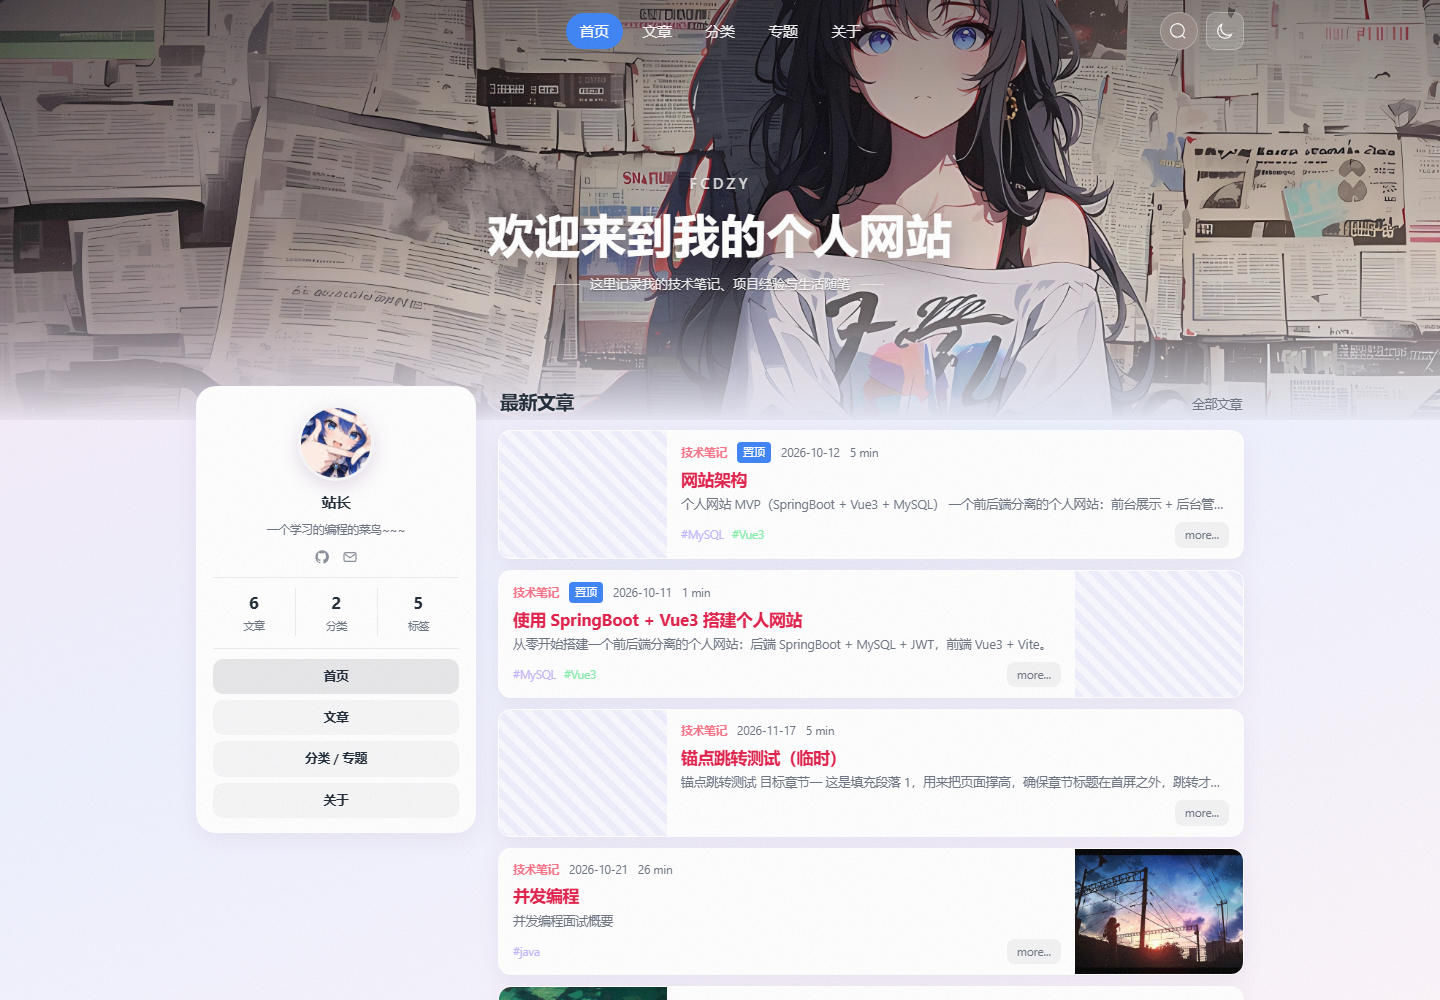 首页 文章 分类 专题 关于
SNAFUL
FCDZY
欢迎来到我的个人网站
这里记录我的技术笔记、项目经验与生活随笔
站长
一个学习的编程的菜鸟~~~
6 2 5
文章 分类 标签
首页
文章
分类 / 专题
关于
最新文章 全部文章
技术笔记 置顶 2026-10-12 5 min
网站架构
个人网站 MVP（SpringBoot + Vue3 + MySQL） 一个前后端分离的个人网站：前台展示 + 后台管...
#MySQL #Vue3 more...
技术笔记 置顶 2026-10-11 1 min
使用 SpringBoot + Vue3 搭建个人网站
从零开始搭建一个前后端分离的个人网站：后端 SpringBoot + MySQL + JWT，前端 Vue3 + Vite。
#MySQL #Vue3 more...
技术笔记 2026-11-17 5 min
锚点跳转测试（临时）
锚点跳转测试 目标章节一 这是填充段落 1，用来把页面撑高，确保章节标题在首屏之外，跳转才...
more...
技术笔记 2026-10-21 26 min
并发编程
并发编程面试概要
#java more...